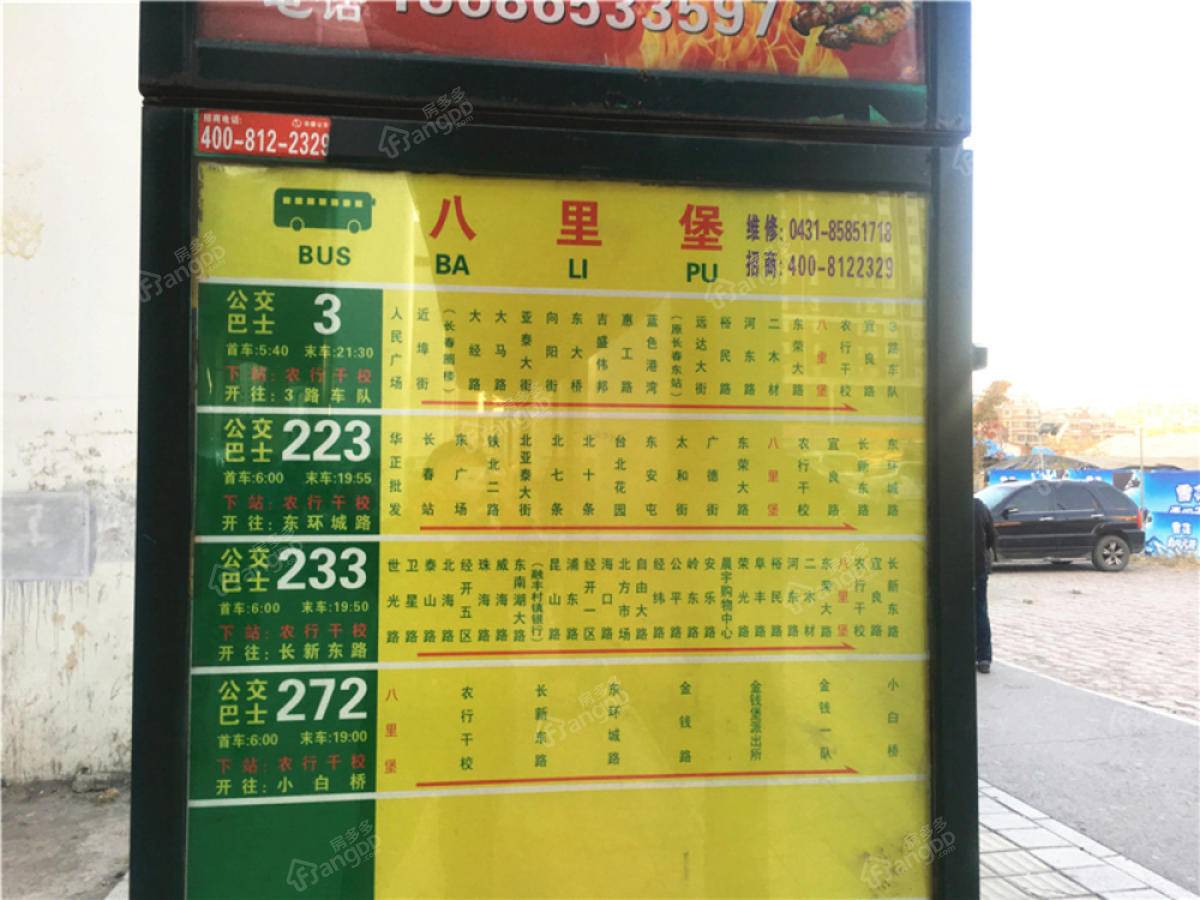 电话 18686533597
招商电话:
400-812-2329
BUS
八里堡
BA LI PU
维修: 0431-85851718
招商: 400-8122329
公交巴士 3
首车:5:40 末车:21:30
下站: 农行干校
开往: 3路车队
人民广场 近埠街 (长春鹏楼) 大经路 大马路 亚泰大街 向阳街 东大桥 吉盛伟邦 惠工路 蓝色港湾 (原长春东站) 远达大街 裕民路 河东路 二木材 东荣大路 八里堡 农行干校 宜良路 3路车队
公交巴士 223
首车:6:00 末车:19:55
下站: 农行干校
开往: 东环城路
华正批发 长春站 东广场 铁北二路 北亚泰大街 北七条 北十条 台北花园 东安屯 太和街 广德街 东荣大路 八里堡 农行干校 宜良路 长新东路 东环城路
公交巴士 233
首车:6:00 末车:19:50
下站: 农行干校
开往: 长新东路
世光路 卫星路 泰山路 北海路 经开五区 珠海路 威海路 东南湖大路 (融丰村镇银行) 昆山路 浦东路 经开一区 海口路 北方市场 自由大路 经纬路 公平路 岭东路 安乐路 晨宇购物中心 荣光路 阜丰路 裕民路 河东路 二木材 东荣大路 八里堡 农行干校 宜良路 长新东路
公交巴士 272
首车:6:00 末车:19:00
下站: 农行干校
开往: 小白桥
八里堡 农行干校 长新东路 东环城路 金钱路 金钱堡派出所 金钱一队 小白桥
房多多
Fangdd.com